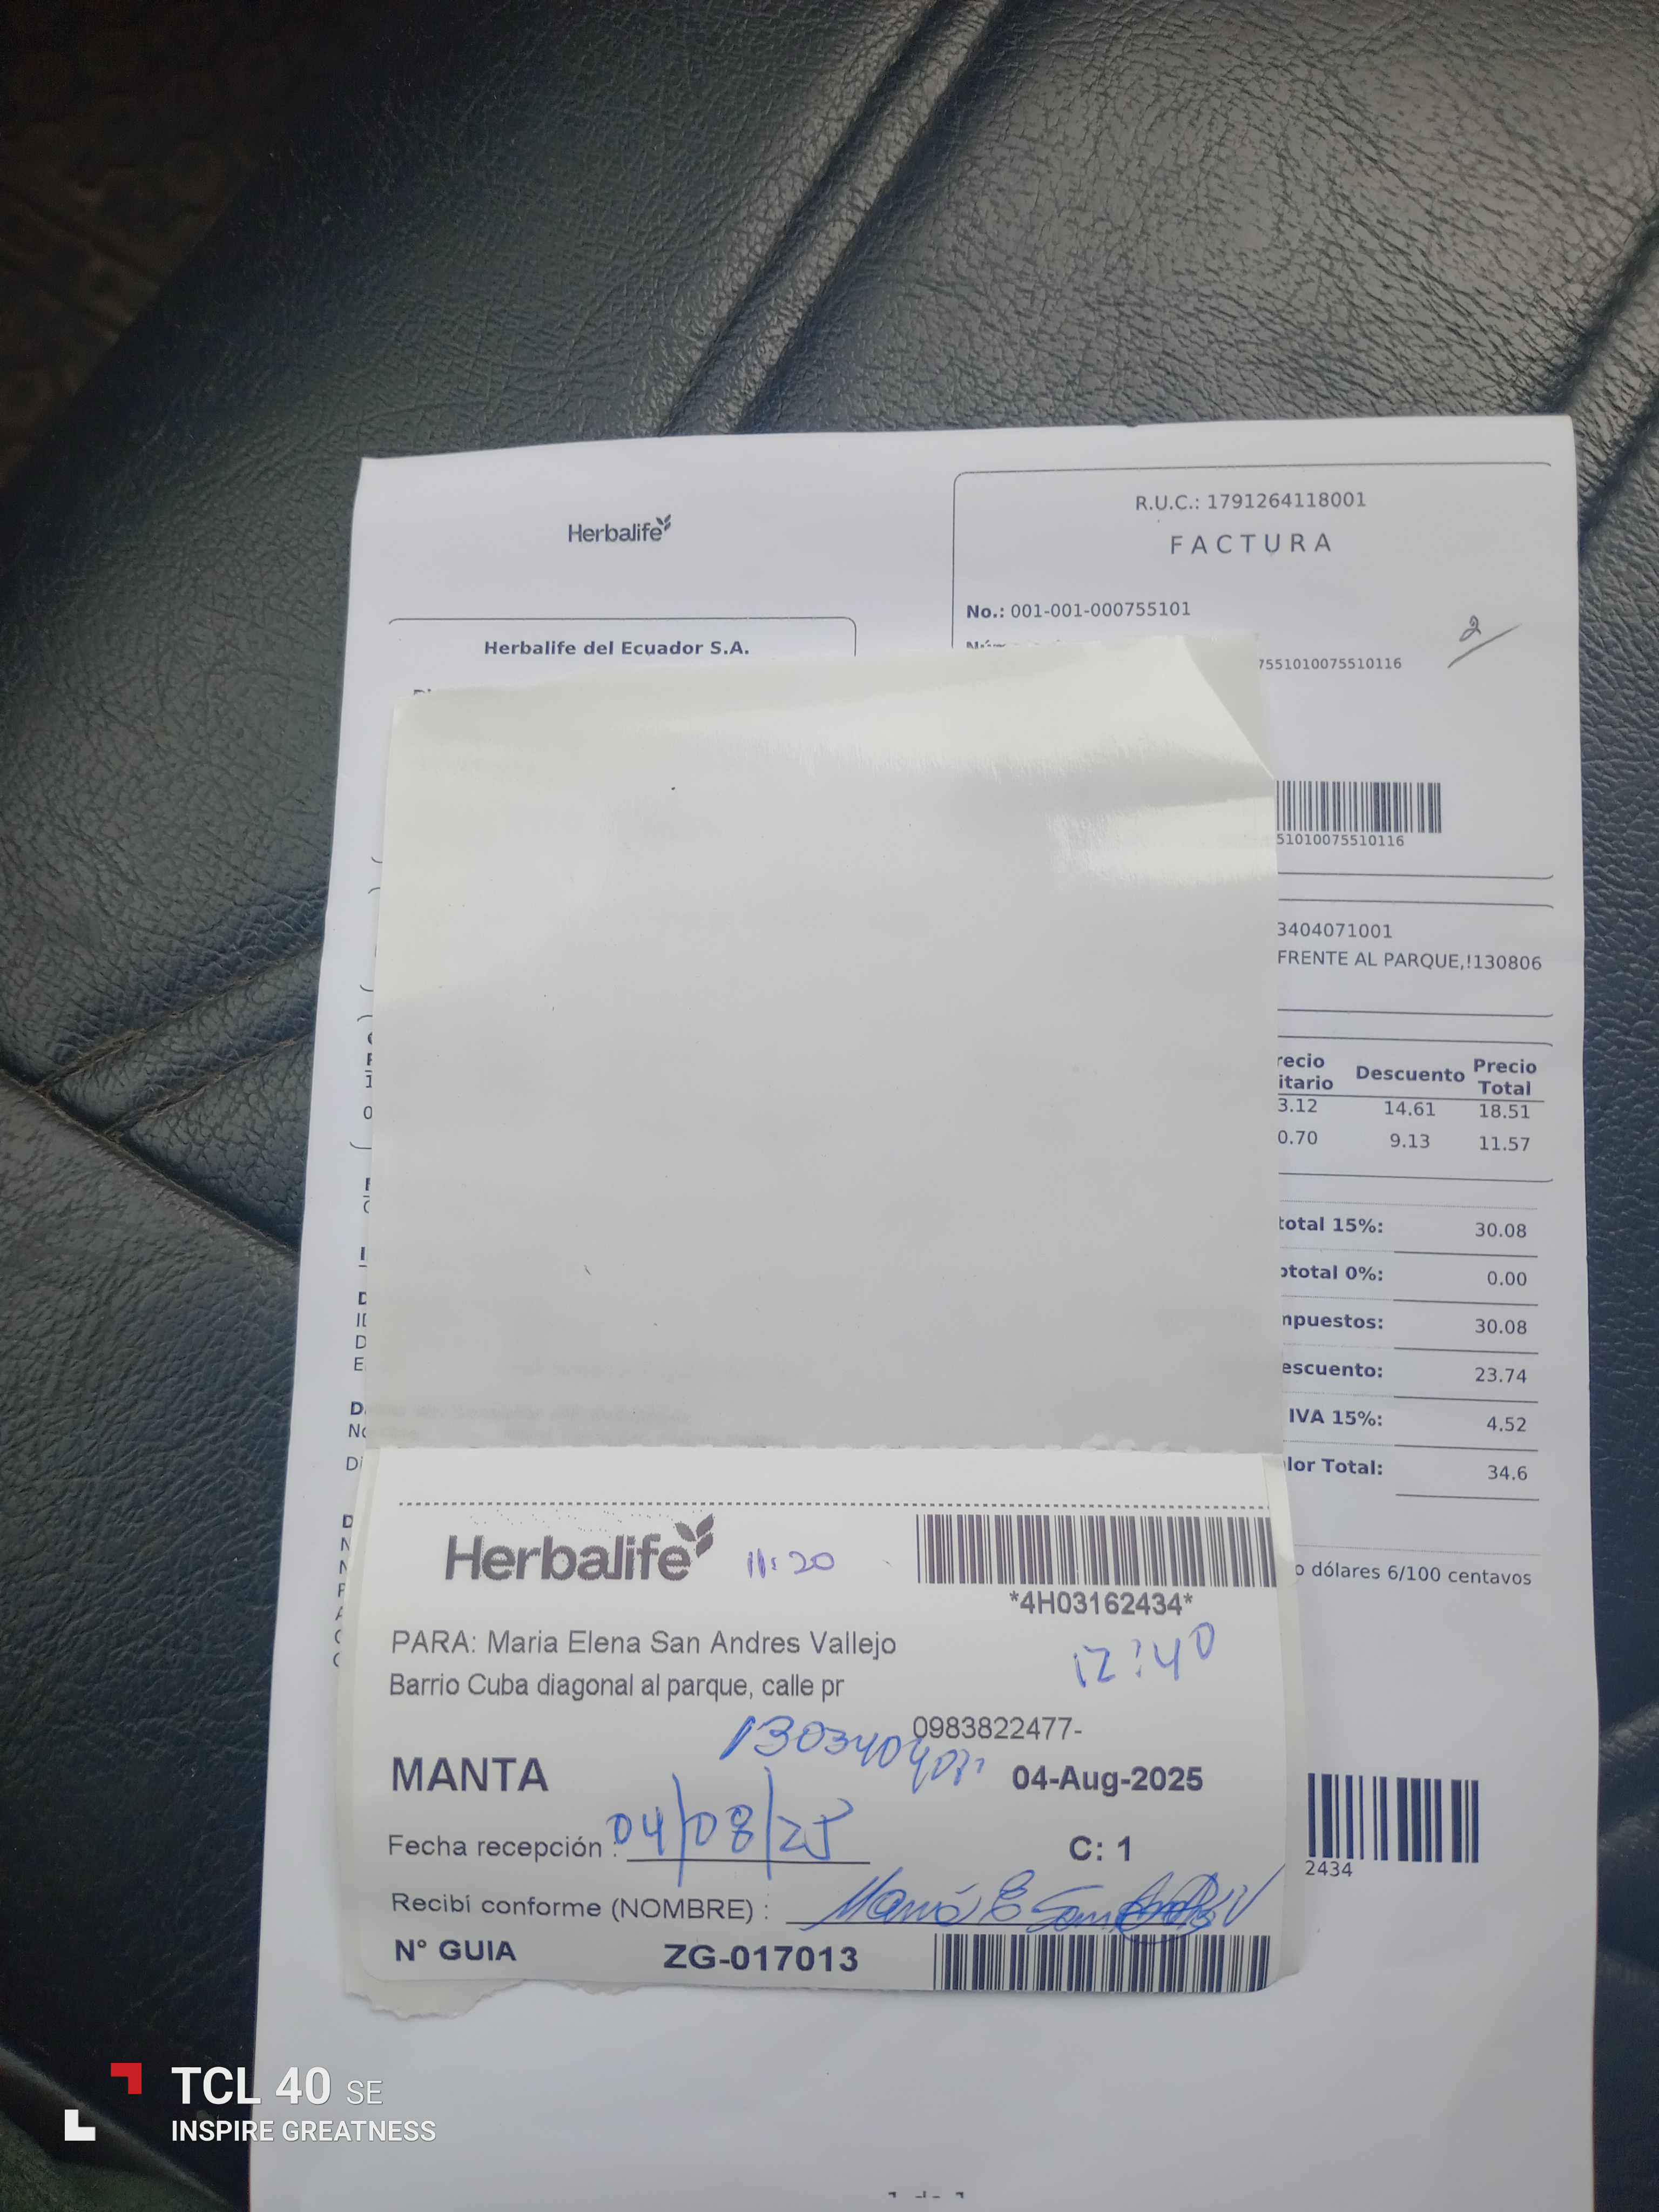 Herbalife
R.U.C.: 1791264118001
FACTURA
No.: 001-001-000755101
Herbalife del Ecuador S.A.
2
7551010075510116
51010075510116
3404071001
FRENTE AL PARQUE,!130806
recio
itario
Descuento
Precio
Total
3.12 14.61 18.51
0.70 9.13 11.57
total 15%: 30.08
total 0%: 0.00
mpuestos: 30.08
escuento: 23.74
IVA 15%: 4.52
lor Total: 34.6
o dólares 6/100 centavos
2434
Herbalife 11:20
*4H03162434*
PARA: Maria Elena San Andres Vallejo
12:40
Barrio Cuba diagonal al parque, calle pr
0983822477-
MANTA 04-Aug-2025
Fecha recepción : 04/08/25
C: 1
Recibí conforme (NOMBRE) : Maria E
N° GUIA ZG-017013
TCL 40 SE
INSPIRE GREATNESS